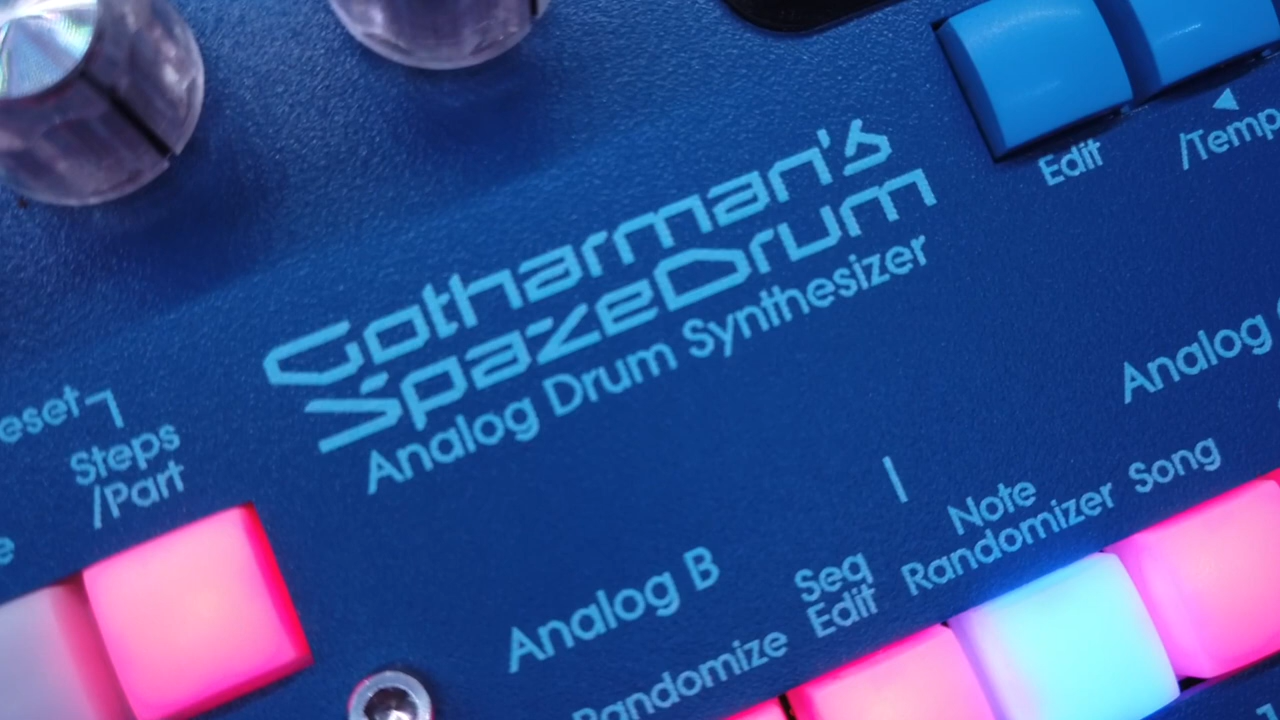 Edit
/Temp
Gotharman's
SpazeDrum
Analog Drum Synthesizer
eset
Steps
/Part
Analog
Analog B
Seq
Edit
Note
Randomizer
Song
Randomize